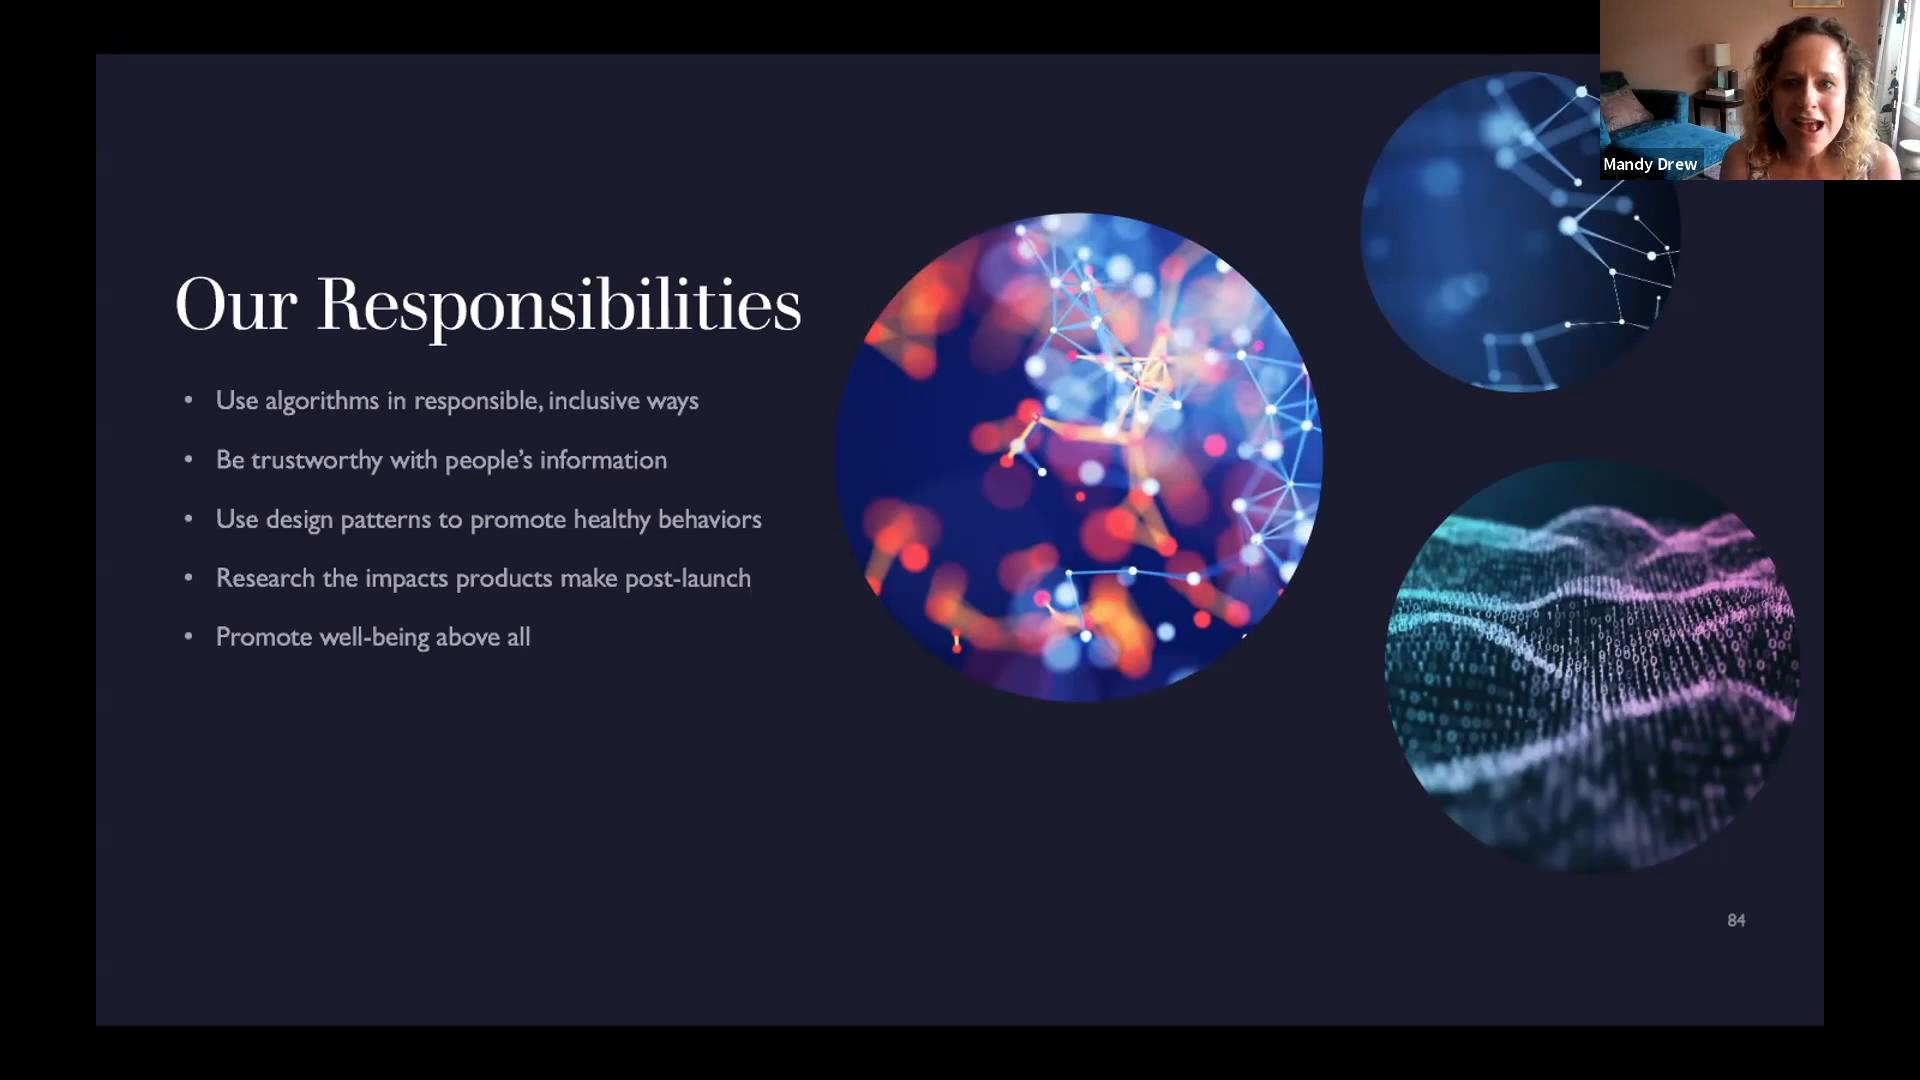 Mandy Drew
Our Responsibilities
• Use algorithms in responsible, inclusive ways
• Be trustworthy with people’s information
• Use design patterns to promote healthy behaviors
• Research the impacts products make post-launch
• Promote well-being above all
84